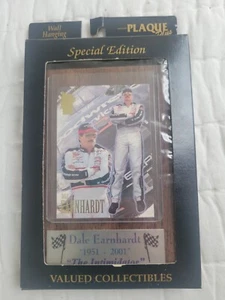 Wall
Hanging
PLAQUE
Special Edition
NHARDT
Dale Earnhardt
1951 - 2001
"The Intimidator"
VALUED COLLECTIBLES